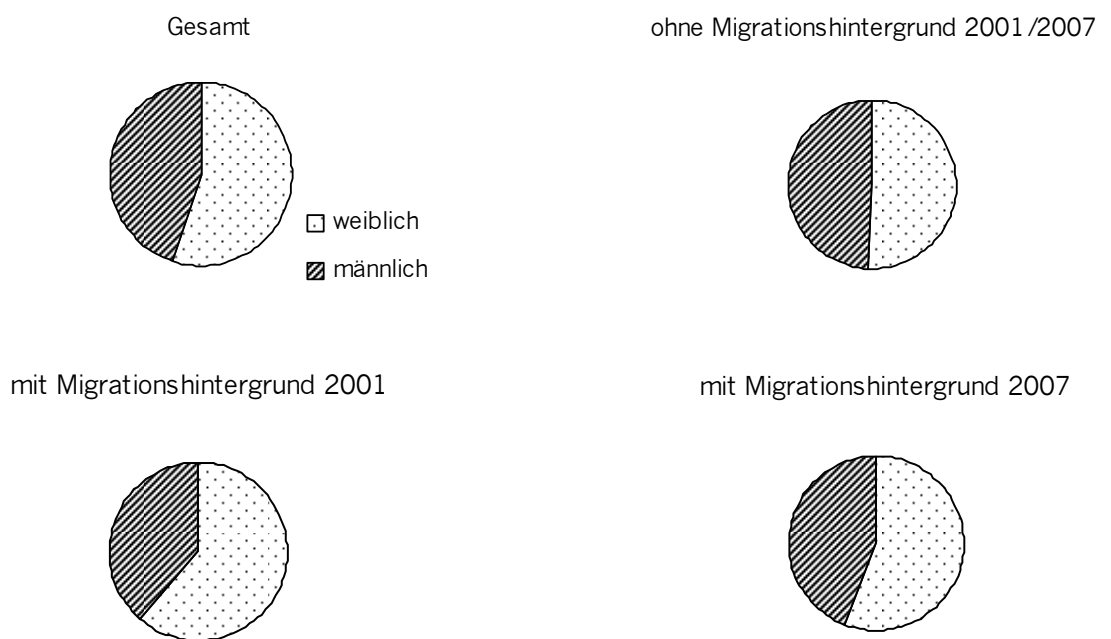 Gesamt
ohne Migrationshintergrund 2001/2007
weiblich
männlich
mit Migrationshintergrund 2001
mit Migrationshintergrund 2007